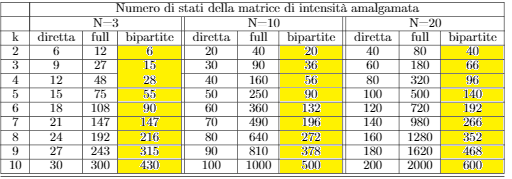 Numero di stati della matrice di intensità amalgamata
N=3 N=10 N=20
k diretta full bipartite diretta full bipartite diretta full bipartite
2 6 12 6 20 40 20 40 80 40
3 9 27 15 30 90 36 60 180 66
4 12 48 28 40 160 56 80 320 96
5 15 75 55 50 250 90 100 500 140
6 18 108 90 60 360 132 120 720 192
7 21 147 147 70 490 196 140 980 266
8 24 192 216 80 640 272 160 1280 352
9 27 243 315 90 810 378 180 1620 468
10 30 300 430 100 1000 500 200 2000 600